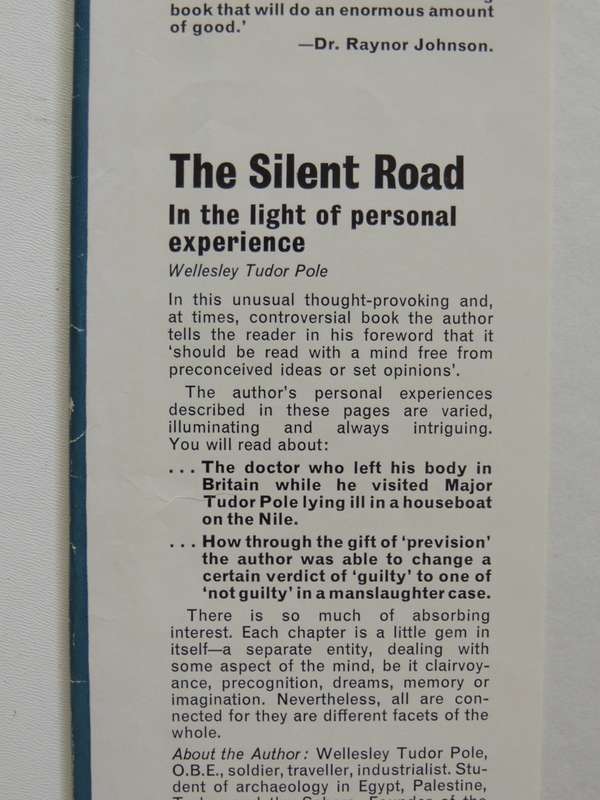 book that will do an enormous amount
of good.’
—Dr. Raynor Johnson.
The Silent Road
In the light of personal
experience
Wellesley Tudor Pole
In this unusual thought-provoking and,
at times, controversial book the author
tells the reader in his foreword that it
‘should be read with a mind free from
preconceived ideas or set opinions’.
The author’s personal experiences
described in these pages are varied,
illuminating and always intriguing.
You will read about:
... The doctor who left his body in
Britain while he visited Major
Tudor Pole lying ill in a houseboat
on the Nile.
... How through the gift of ‘prevision’
the author was able to change a
certain verdict of ‘guilty’ to one of
‘not guilty’ in a manslaughter case.
There is so much of absorbing
interest. Each chapter is a little gem in
itself—a separate entity, dealing with
some aspect of the mind, be it clairvoy-
ance, precognition, dreams, memory or
imagination. Nevertheless, all are con-
nected for they are different facets of the
whole.
About the Author: Wellesley Tudor Pole,
O.B.E., soldier, traveller, industrialist. Stu-
dent of archaeology in Egypt, Palestine,